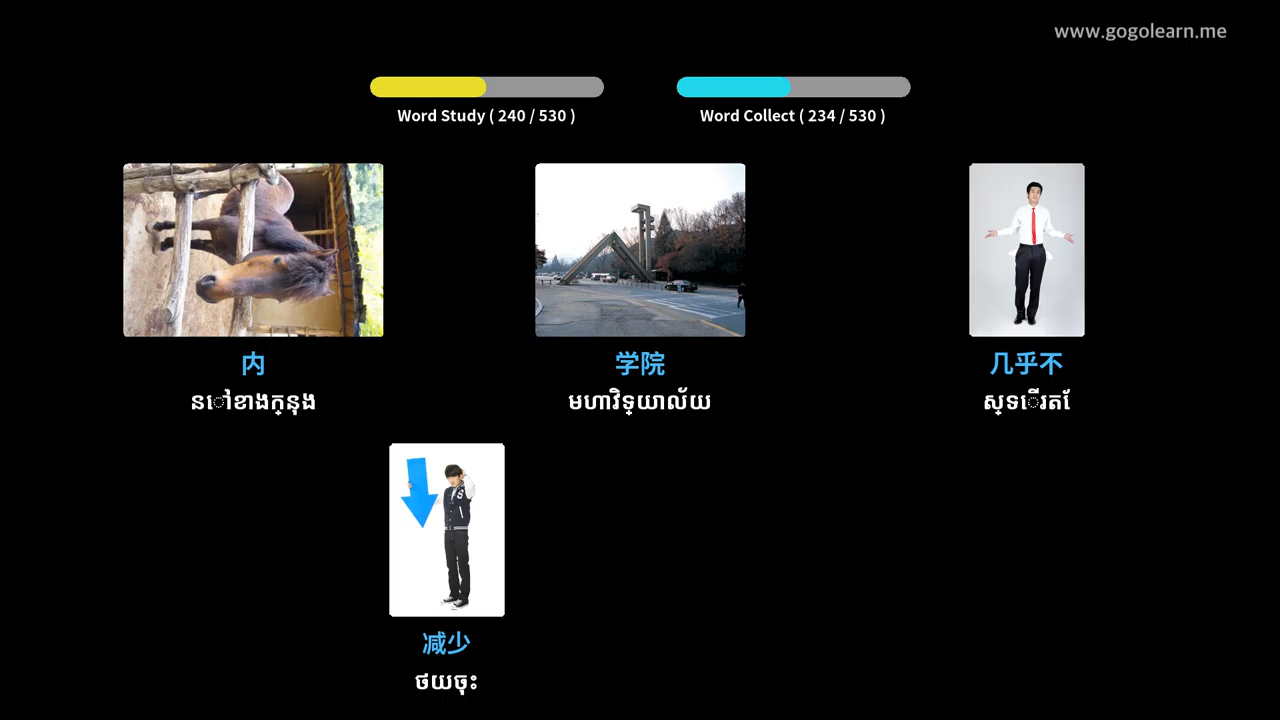 www.gogolearn.me
Word Study ( 240 / 530 )
Word Collect ( 234 / 530 )
内
នៅខាងក្នុង
学院
មហាវិទ្យាល័យ
几乎不
ស្ទើរតែ
减少
ថយចុះ